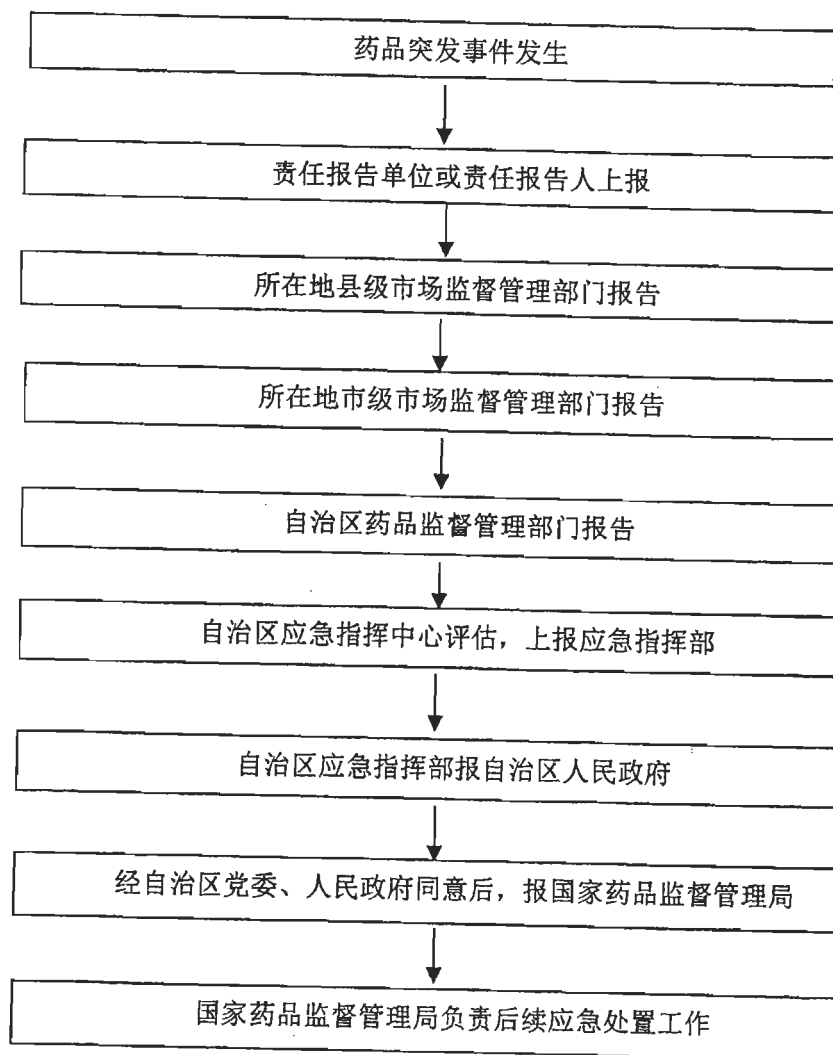 药品突发事件发生
责任报告单位或责任报告人上报
所在地县级市场监督管理部门报告
所在地市级市场监督管理部门报告
自治区药品监督管理部门报告
自治区应急指挥中心评估，上报应急指挥部
自治区应急指挥部报自治区人民政府
经自治区党委、人民政府同意后，报国家药品监督管理局
国家药品监督管理局负责后续应急处置工作